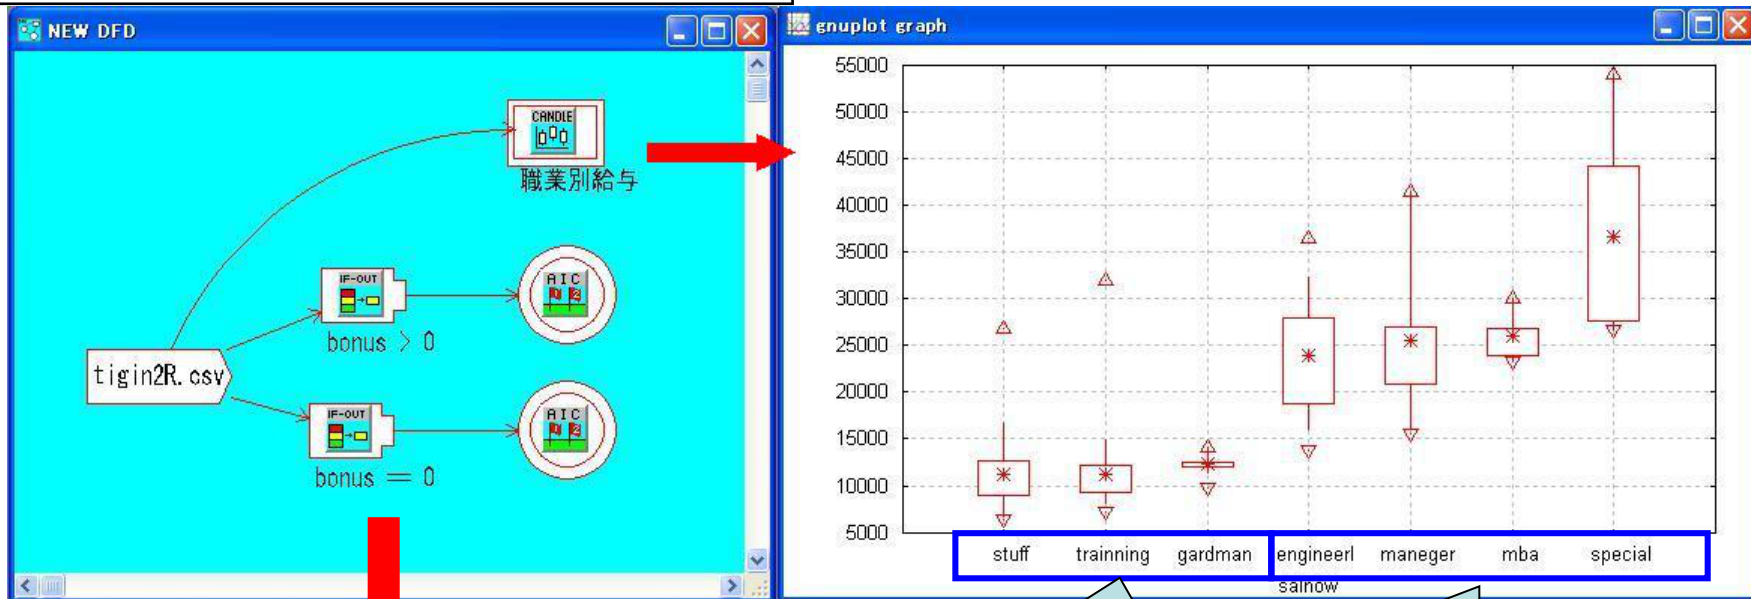 NEW DFD
CANDLE
職業別給与
IF-OUT
AIC
bonus > 0
tigin2R.csv
IF-OUT
AIC
bonus == 0
gnuplot graph
55000
50000
45000
40000
35000
30000
25000
20000
15000
10000
5000
stuff trainning gardman engineerl maneger mba special
salnow